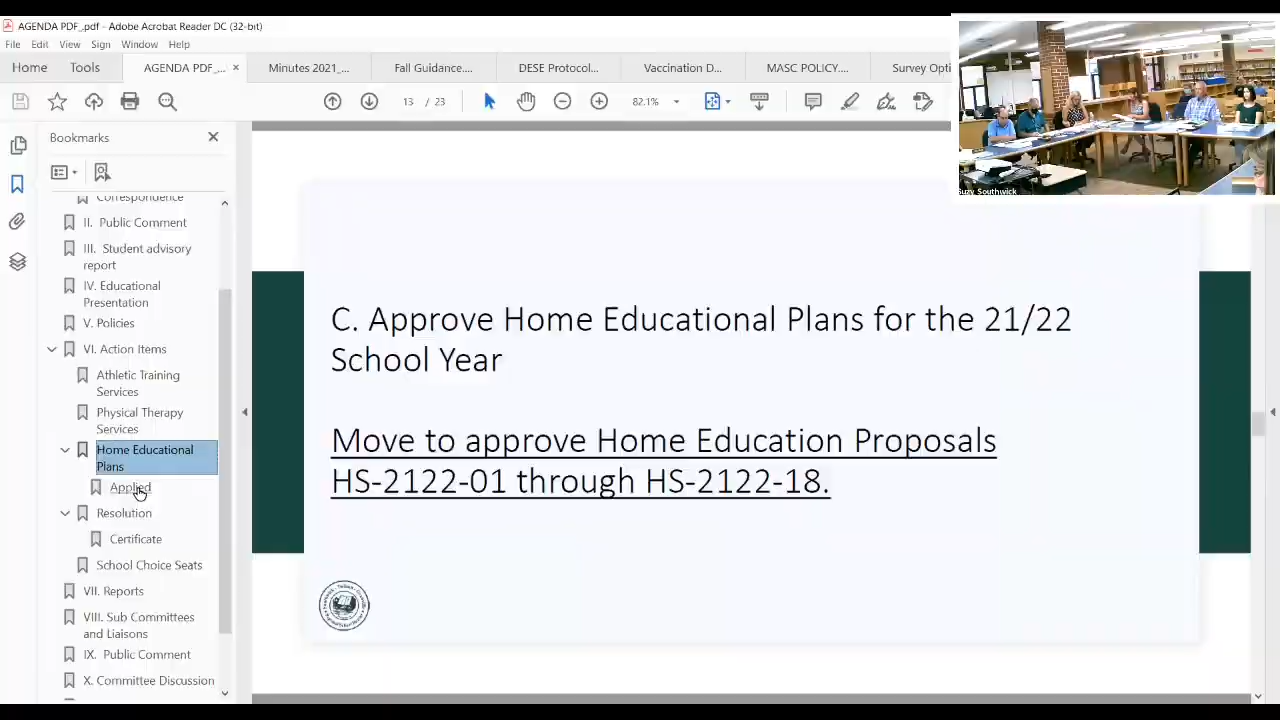 AGENDA PDF_.pdf - Adobe Acrobat Reader DC (32-bit)
File Edit View Sign Window Help
Home Tools AGENDA PDF_... × Minutes 2021_... Fall Guidance.... DESE Protocol... Vaccination D... MASC POLICY.... Survey Opti
13 / 23 82.1%
Bookmarks
Correspondence
II. Public Comment
III. Student advisory
report
IV. Educational
Presentation
V. Policies
VI. Action Items
Athletic Training
Services
Physical Therapy
Services
Home Educational
Plans
Applied
Resolution
Certificate
School Choice Seats
VII. Reports
VIII. Sub Committees
and Liaisons
IX. Public Comment
X. Committee Discussion
C. Approve Home Educational Plans for the 21/22
School Year
Move to approve Home Education Proposals
HS-2122-01 through HS-2122-18.
Suzy Southwick